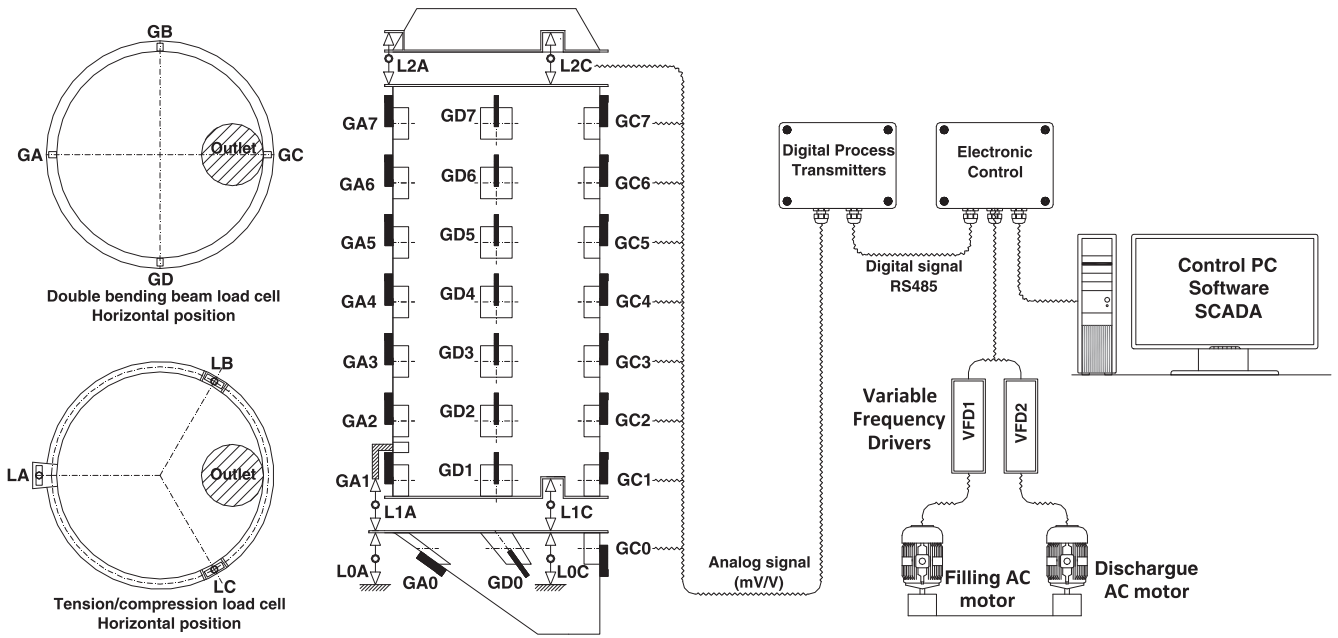 GB
GA
Outlet
GC
GD
Double bending beam load cell
Horizontal position
LB
LA
Outlet
LC
Tension/compression load cell
Horizontal position
L2A
L2C
GA7
GD7
GC7
GA6
GD6
GC6
GA5
GD5
GC5
GA4
GD4
GC4
GA3
GD3
GC3
GA2
GD2
GC2
GA1
GD1
GC1
L1A
L1C
L0A
GA0
GD0
L0C
GC0
Analog signal
(mV/V)
Digital Process
Transmitters
Electronic
Control
Digital signal
RS485
Control PC
Software
SCADA
Variable
Frequency
Drivers
VFD1
VFD2
Filling AC
motor
Dischargue
AC motor